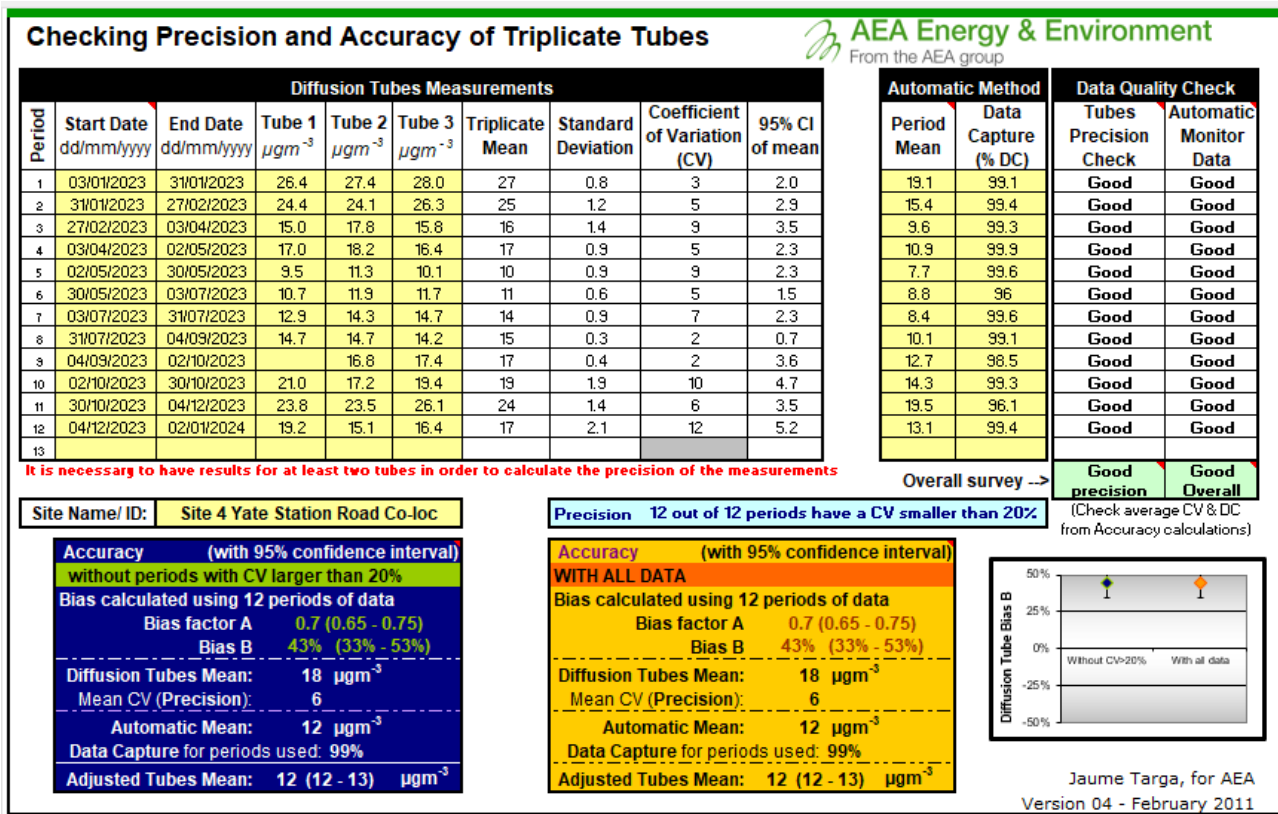 Checking Precision and Accuracy of Triplicate Tubes
AEA Energy & Environment
From the AEA group
Diffusion Tubes Measurements
Automatic Method
Data Quality Check
Period Start Date dd/mm/yyyy End Date dd/mm/yyyy Tube 1 µgm-3 Tube 2 µgm-3 Tube 3 µgm-3 Triplicate Mean Standard Deviation Coefficient of Variation (CV) 95% CI of mean Period Mean Data Capture (% DC) Tubes Precision Check Automatic Monitor Data
1 03/01/2023 31/01/2023 26.4 27.4 28.0 27 0.8 3 2.0 19.1 99.1 Good Good
2 31/01/2023 27/02/2023 24.4 24.1 26.3 25 1.2 5 2.9 15.4 99.4 Good Good
3 27/02/2023 03/04/2023 15.0 17.8 15.8 16 1.4 9 3.5 9.6 99.3 Good Good
4 03/04/2023 02/05/2023 17.0 18.2 16.4 17 0.9 5 2.3 10.9 99.9 Good Good
5 02/05/2023 30/05/2023 9.5 11.3 10.1 10 0.9 9 2.3 7.7 99.6 Good Good
6 30/05/2023 03/07/2023 10.7 11.9 11.7 11 0.6 5 1.5 8.8 96 Good Good
7 03/07/2023 31/07/2023 12.9 14.3 14.7 14 0.9 7 2.3 8.4 99.6 Good Good
8 31/07/2023 04/09/2023 14.7 14.7 14.2 15 0.3 2 0.7 10.1 99.1 Good Good
9 04/09/2023 02/10/2023 16.8 17.4 17 0.4 2 3.6 12.7 98.5 Good Good
10 02/10/2023 30/10/2023 21.0 17.2 19.4 19 1.9 10 4.7 14.3 99.3 Good Good
11 30/10/2023 04/12/2023 23.8 23.5 26.1 24 1.4 6 3.5 19.5 96.1 Good Good
12 04/12/2023 02/01/2024 19.2 15.1 16.4 17 2.1 12 5.2 13.1 99.4 Good Good
13
It is necessary to have results for at least two tubes in order to calculate the precision of the measurements
Overall survey --> Good precision Good Overall
(Check average CV & DC
from Accuracy calculations)
Site Name/ ID: Site 4 Yate Station Road Co-loc
Precision 12 out of 12 periods have a CV smaller than 20%
Accuracy (with 95% confidence interval)
without periods with CV larger than 20%
Bias calculated using 12 periods of data
Bias factor A 0.7 (0.65 - 0.75)
Bias B 43% (33% - 53%)
Diffusion Tubes Mean: 18 µgm-3
Mean CV (Precision): 6
Automatic Mean: 12 µgm-3
Data Capture for periods used: 99%
Adjusted Tubes Mean: 12 (12 - 13) µgm-3
Accuracy (with 95% confidence interval)
WITH ALL DATA
Bias calculated using 12 periods of data
Bias factor A 0.7 (0.65 - 0.75)
Bias B 43% (33% - 53%)
Diffusion Tubes Mean: 18 µgm-3
Mean CV (Precision): 6
Automatic Mean: 12 µgm-3
Data Capture for periods used: 99%
Adjusted Tubes Mean: 12 (12 - 13) µgm-3
Diffusion Tube Bias B
50%
25%
0%
-25%
-50%
Without CV>20% With all data
Jaume Targa, for AEA
Version 04 - February 2011